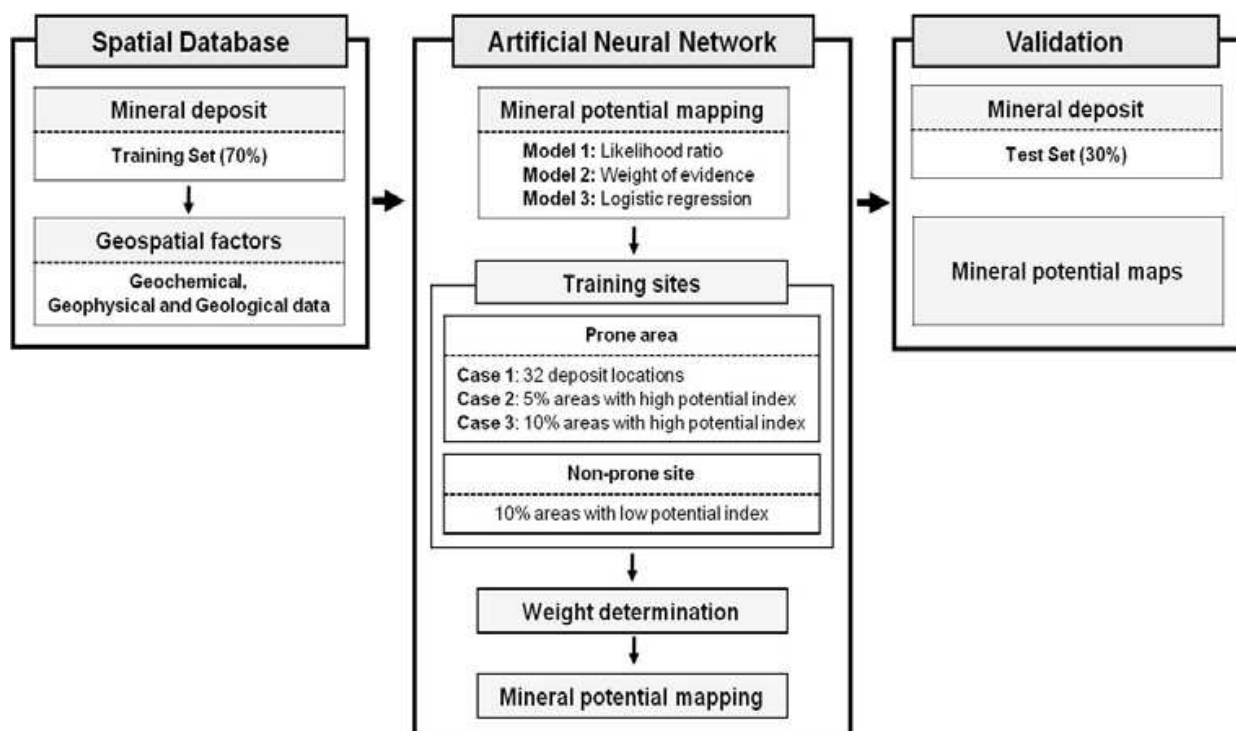 Spatial Database
Mineral deposit
Training Set (70%)
Geospatial factors
Geochemical,
Geophysical and Geological data
Artificial Neural Network
Mineral potential mapping
Model 1: Likelihood ratio
Model 2: Weight of evidence
Model 3: Logistic regression
Training sites
Prone area
Case 1: 32 deposit locations
Case 2: 5% areas with high potential index
Case 3: 10% areas with high potential index
Non-prone site
10% areas with low potential index
Weight determination
Mineral potential mapping
Validation
Mineral deposit
Test Set (30%)
Mineral potential maps